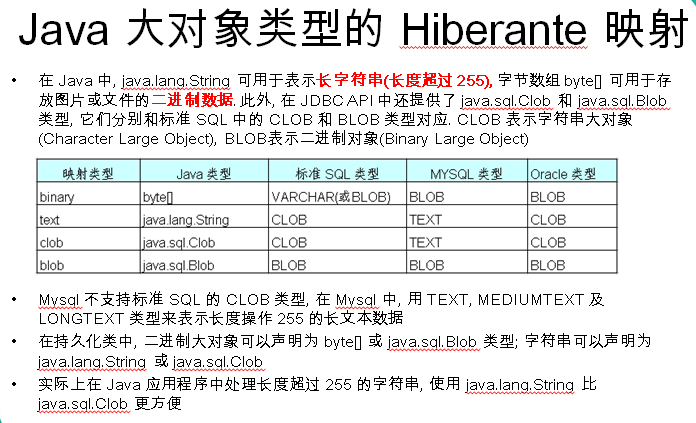 Java 大对象类型的 Hiberante 映射
• 在 Java 中, java.lang.String 可用于表示长字符串(长度超过 255), 字节数组 byte[] 可用于存
放图片或文件的二进制数据. 此外, 在 JDBC API 中还提供了 java.sql.Clob 和 java.sql.Blob
类型, 它们分别和标准 SQL 中的 CLOB 和 BLOB 类型对应. CLOB 表示字符串大对象
(Character Large Object), BLOB表示二进制对象(Binary Large Object)
映射类型 Java 类型 标准 SQL 类型 MYSQL 类型 Oracle 类型
binary byte[] VARCHAR(或BLOB) BLOB BLOB
text java.lang.String CLOB TEXT CLOB
clob java.sql.Clob CLOB TEXT CLOB
blob java.sql.Blob BLOB BLOB BLOB
• Mysql 不支持标准 SQL 的 CLOB 类型, 在 Mysql 中, 用 TEXT, MEDIUMTEXT 及
LONGTEXT 类型来表示长度操作 255 的长文本数据
• 在持久化类中, 二进制大对象可以声明为 byte[] 或 java.sql.Blob 类型; 字符串可以声明为
java.lang.String 或 java.sql.Clob
• 实际上在 Java 应用程序中处理长度超过 255 的字符串, 使用 java.lang.String 比
java.sql.Clob 更方便